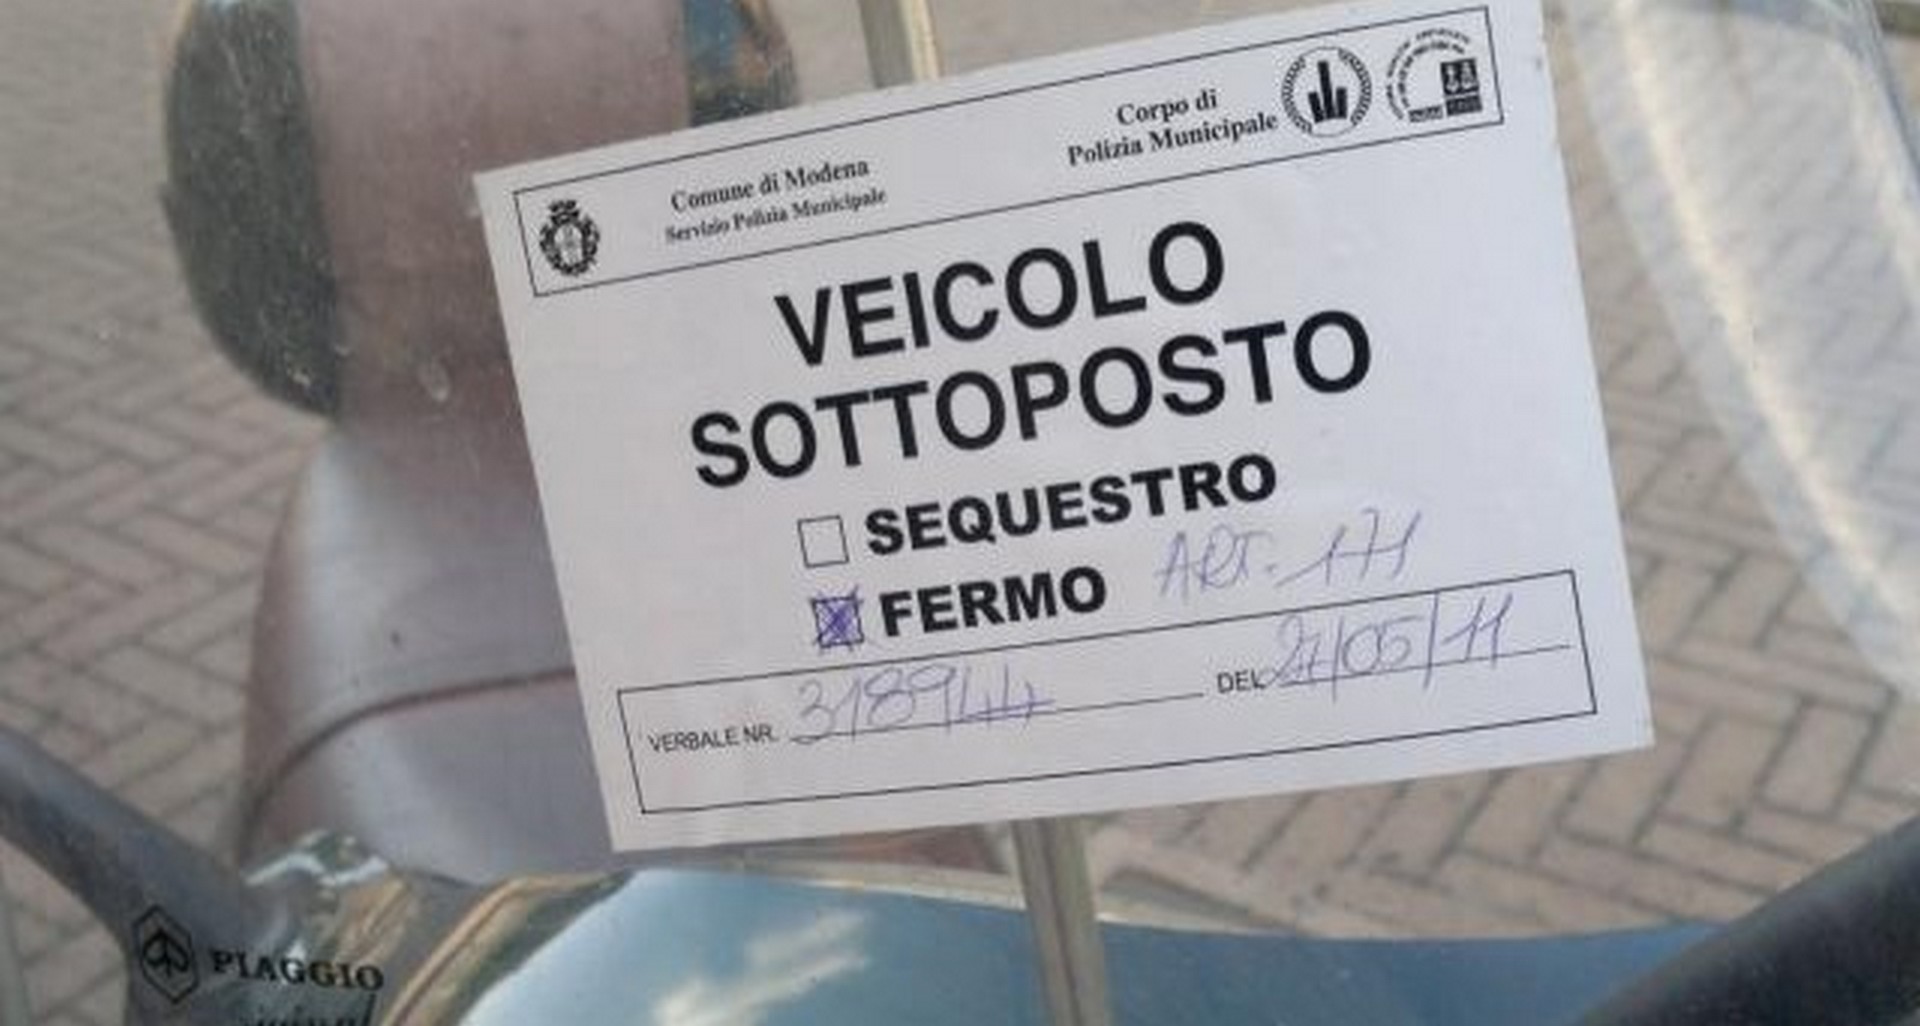 Comune di Modena
Servizio Polizia Municipale
Corpo di
Polizia Municipale
VEICOLO
SOTTOPOSTO
SEQUESTRO
FERMO ART. 171
VERBALE NR. 318944 DEL 27/05/11
PIAGGIO